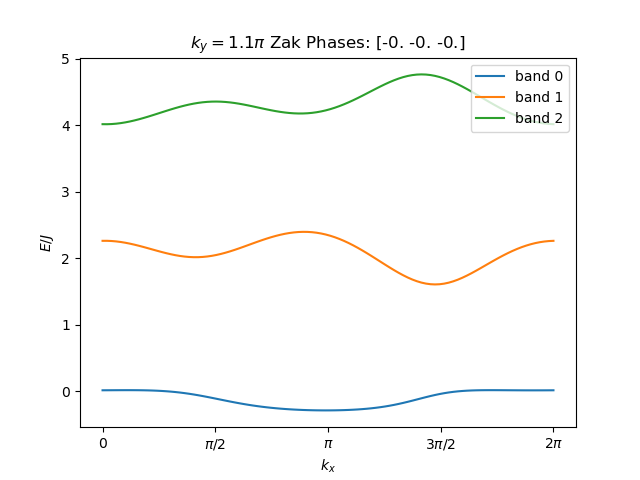 $k_y = 1.1\pi$ Zak Phases: [-0. -0. -0.]
5
4
3
2
1
0
E/J
0
π/2
π
3π/2
2π
$k_x$
band 0
band 1
band 2